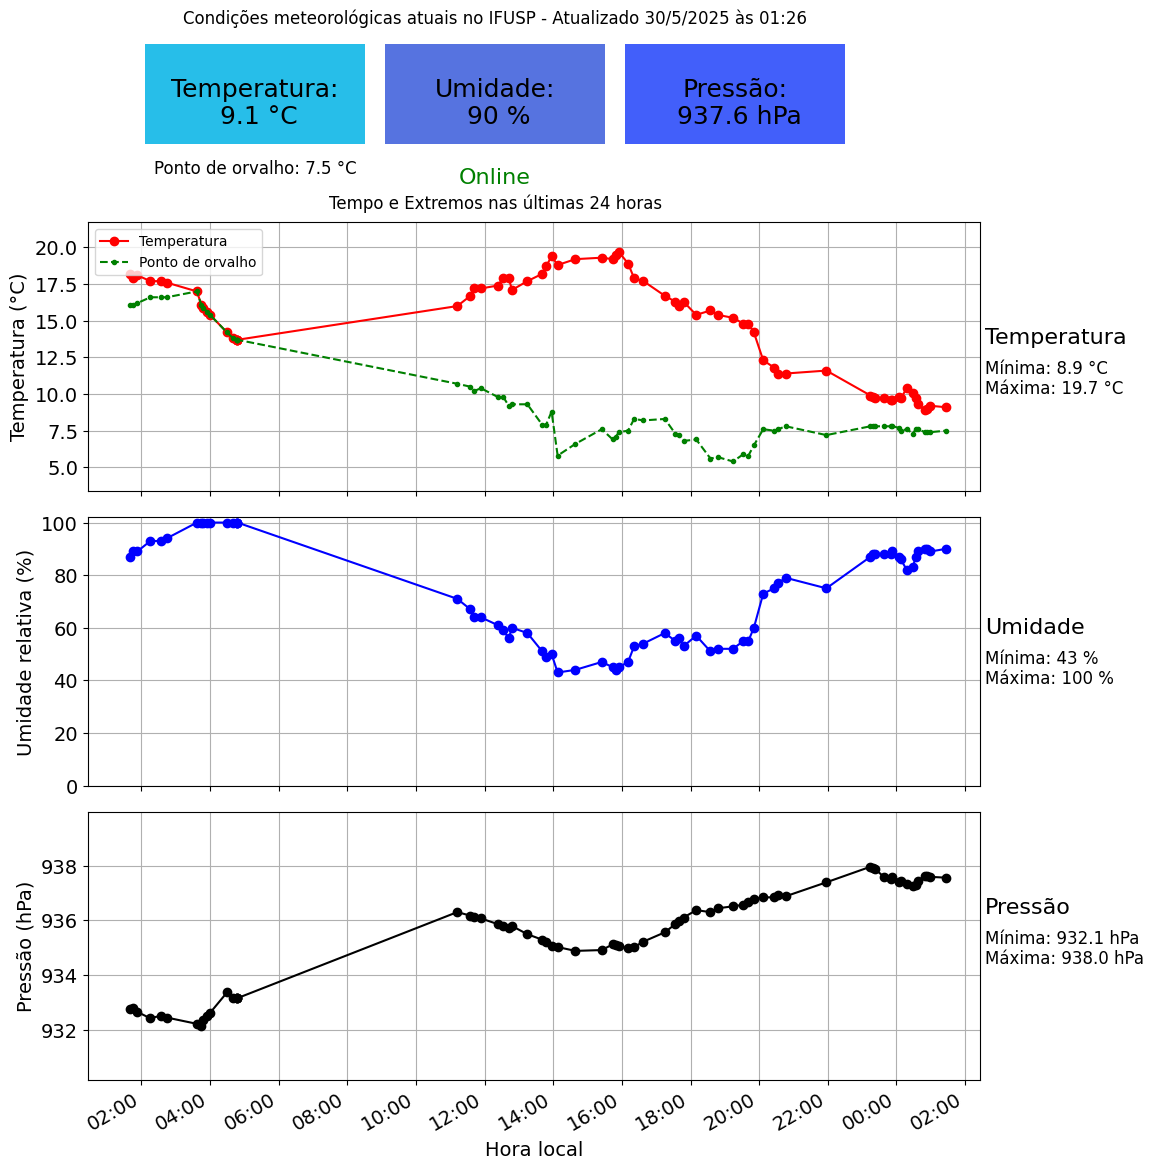 Condições meteorológicas atuais no IFUSP - Atualizado 30/5/2025 às 01:26
Temperatura:
9.1 °C
Umidade:
90 %
Pressão:
937.6 hPa
Ponto de orvalho: 7.5 °C
Online
Tempo e Extremos nas últimas 24 horas
Temperatura
Ponto de orvalho
Temperatura (°C)
20.0
17.5
15.0
12.5
10.0
7.5
5.0
Temperatura
Mínima: 8.9 °C
Máxima: 19.7 °C
Umidade relativa (%)
100
80
60
40
20
0
Umidade
Mínima: 43 %
Máxima: 100 %
Pressão (hPa)
938
936
934
932
Pressão
Mínima: 932.1 hPa
Máxima: 938.0 hPa
02:00 04:00 06:00 08:00 10:00 12:00 14:00 16:00 18:00 20:00 22:00 00:00 02:00
Hora local